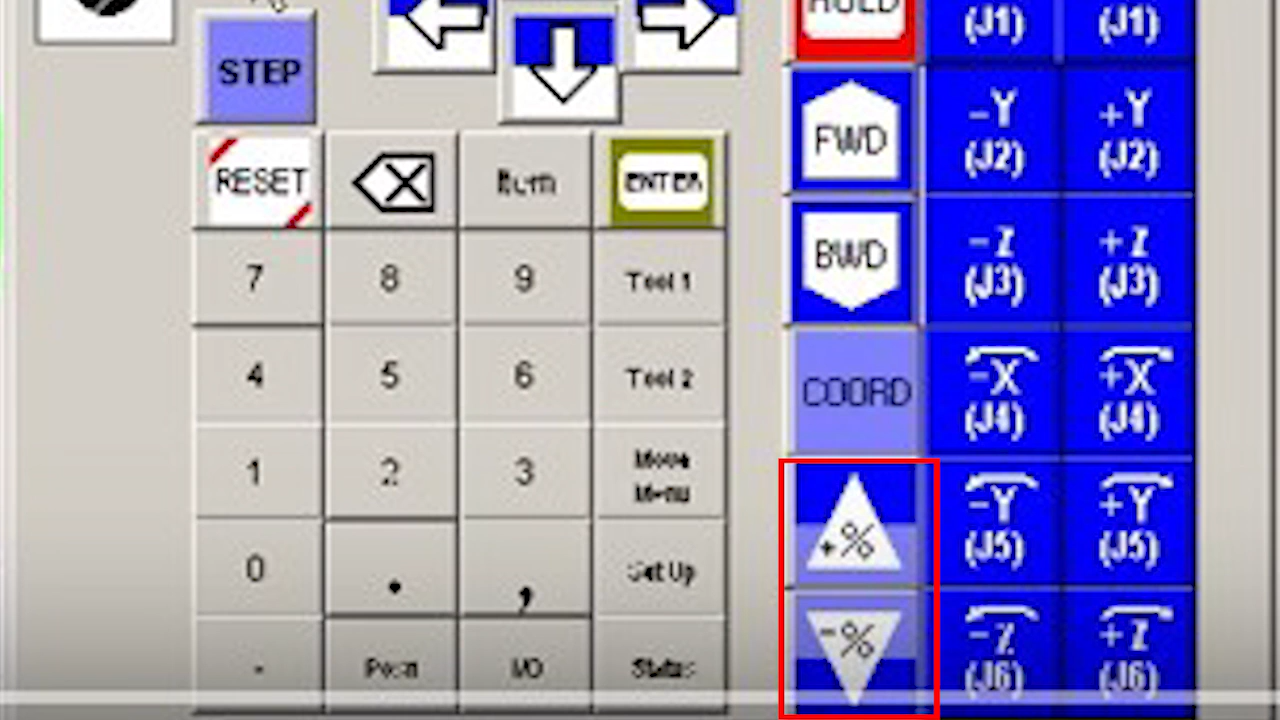 HOLD
(J1) (J1)
STEP
-Y +Y
FWD
(J2) (J2)
RESET Item ENTER
-Z +Z
BWD
(J3) (J3)
7 8 9 Tool 1
4 5 6 Tool 2
-X +X
COORD
(J4) (J4)
1 2 3 Move
Menu
-Y +Y
+%
(J5) (J5)
0 . , Set Up
-Z +Z
-%
(J6) (J6)
- Posn I/O Status